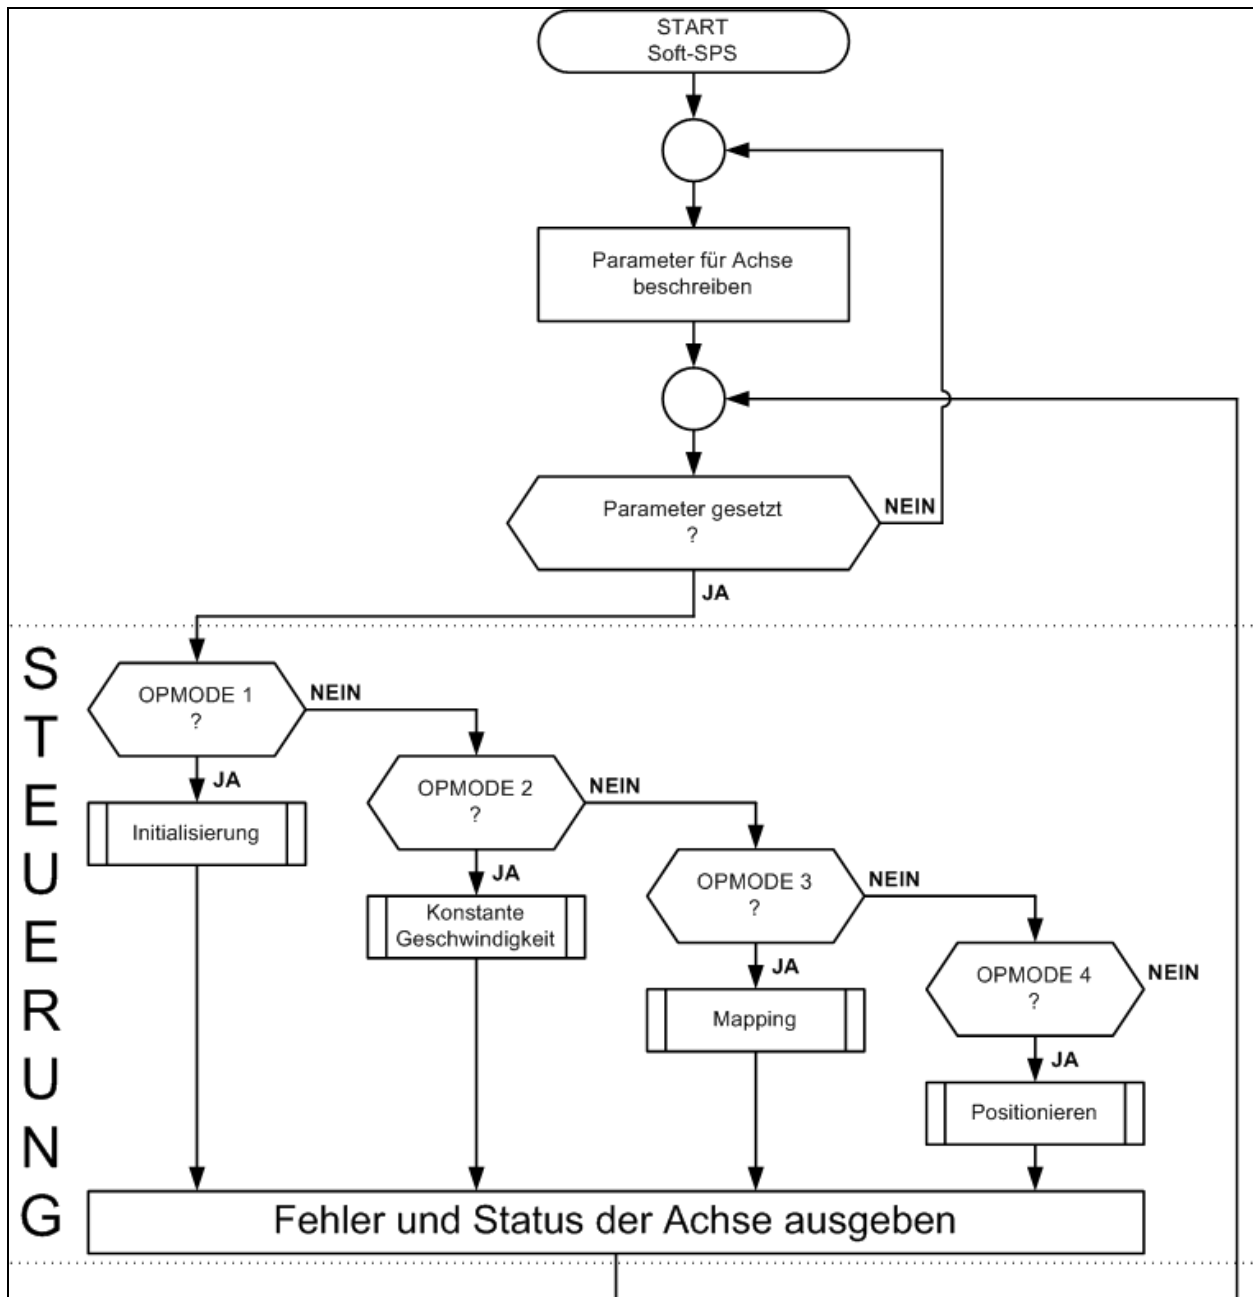 START
Soft-SPS
Parameter für Achse
beschreiben
Parameter gesetzt
?
NEIN
JA
STEUERUNG
OPMODE 1
?
NEIN
JA
Initialisierung
OPMODE 2
?
NEIN
JA
Konstante
Geschwindigkeit
OPMODE 3
?
NEIN
JA
Mapping
OPMODE 4
?
NEIN
JA
Positionieren
Fehler und Status der Achse ausgeben